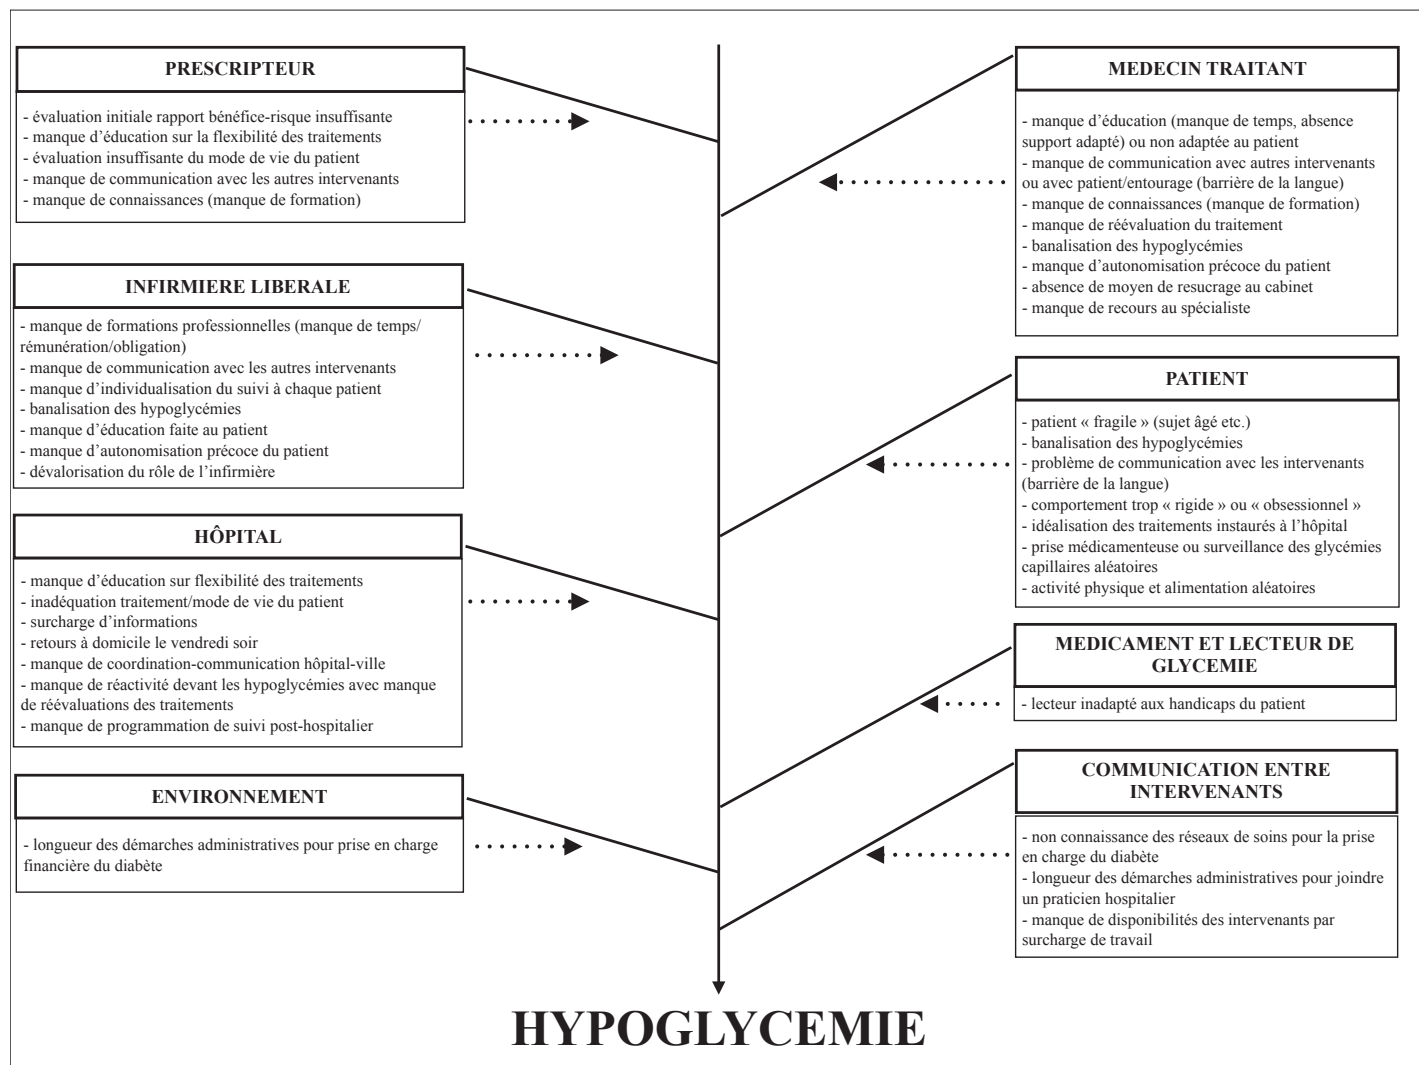 PRESCRIPTEUR
- évaluation initiale rapport bénéfice-risque insuffisante
- manque d’éducation sur la flexibilité des traitements
- évaluation insuffisante du mode de vie du patient
- manque de communication avec les autres intervenants
- manque de connaissances (manque de formation)
INFIRMIERE LIBERALE
- manque de formations professionnelles (manque de temps/
rémunération/obligation)
- manque de communication avec les autres intervenants
- manque d’individualisation du suivi à chaque patient
- banalisation des hypoglycémies
- manque d’éducation faite au patient
- manque d’autonomisation précoce du patient
- dévalorisation du rôle de l’infirmière
HÔPITAL
- manque d’éducation sur flexibilité des traitements
- inadéquation traitement/mode de vie du patient
- surcharge d’informations
- retours à domicile le vendredi soir
- manque de coordination-communication hôpital-ville
- manque de réactivité devant les hypoglycémies avec manque
de réévaluations des traitements
- manque de programmation de suivi post-hospitalier
ENVIRONNEMENT
- longueur des démarches administratives pour prise en charge
financière du diabète
MEDECIN TRAITANT
- manque d’éducation (manque de temps, absence
support adapté) ou non adaptée au patient
- manque de communication avec autres intervenants
ou avec patient/entourage (barrière de la langue)
- manque de connaissances (manque de formation)
- manque de réévaluation du traitement
- banalisation des hypoglycémies
- manque d’autonomisation précoce du patient
- absence de moyen de resucrage au cabinet
- manque de recours au spécialiste
PATIENT
- patient « fragile » (sujet âgé etc.)
- banalisation des hypoglycémies
- problème de communication avec les intervenants
(barrière de la langue)
- comportement trop « rigide » ou « obsessionnel »
- idéalisation des traitements instaurés à l’hôpital
- prise médicamenteuse ou surveillance des glycémies
capillaires aléatoires
- activité physique et alimentation aléatoires
MEDICAMENT ET LECTEUR DE
GLYCEMIE
- lecteur inadapté aux handicaps du patient
COMMUNICATION ENTRE
INTERVENANTS
- non connaissance des réseaux de soins pour la prise
en charge du diabète
- longueur des démarches administratives pour joindre
un praticien hospitalier
- manque de disponibilités des intervenants par
surcharge de travail
HYPOGLYCEMIE